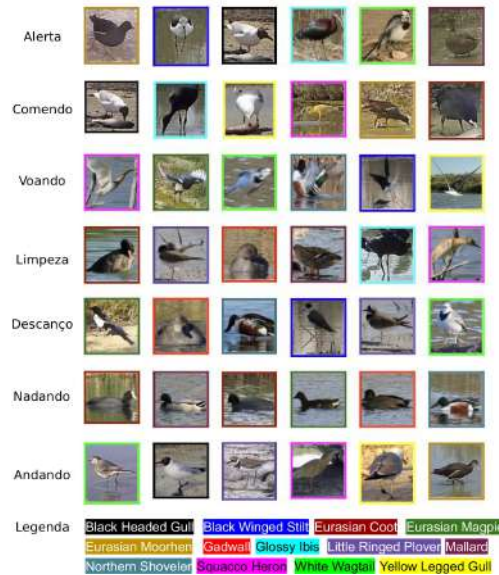 Alerta
Comendo
Voando
Limpeza
Descanço
Nadando
Andando
Legenda
Black Headed Gull Black Winged Stilt Eurasian Coot Eurasian Magpie
Eurasian Moorhen Gadwall Glossy Ibis Little Ringed Plover Mallard
Northern Shoveler Squacco Heron White Wagtail Yellow Legged Gull